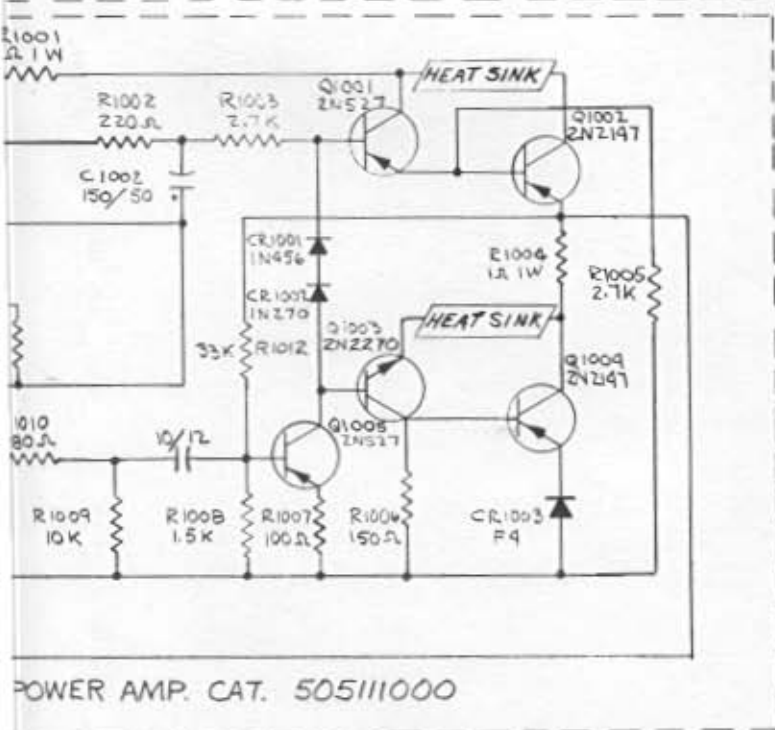 R1001
Ω 1W
R1002
220Ω
R1003
2.7K
Q1001
2N527
HEAT SINK
Q1002
2N2147
C1002
150/50
+
CR1001
1N456
CR1002
1N270
R1004
1Ω 1W
R1005
2.7K
33K R1012
Q1003
2N2270
HEAT SINK
Q1004
2N2147
1010
80Ω
10/12
Q1005
2N527
R1009
10K
R1008
1.5K
R1007
100Ω
R1006
150Ω
CR1003
F4
POWER AMP. CAT. 505111000